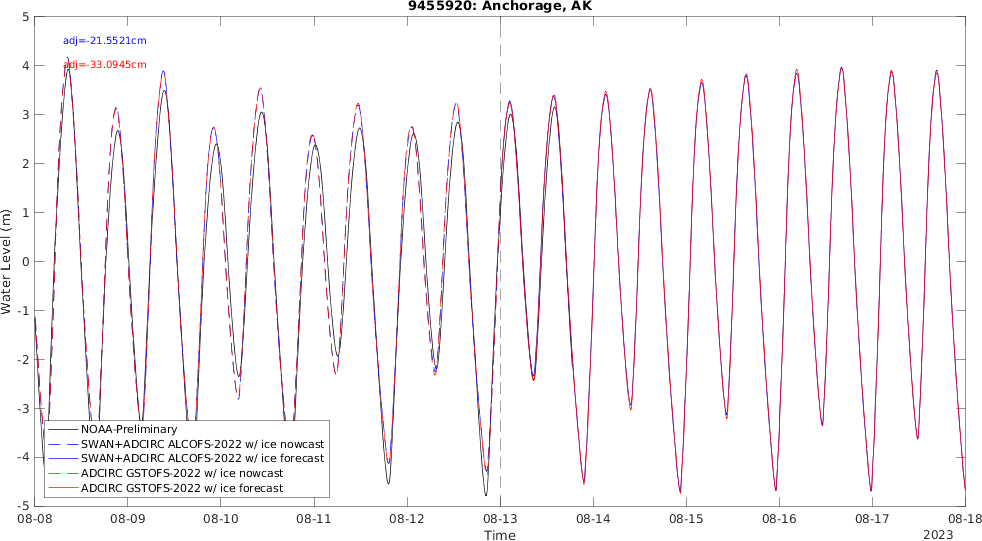 9455920: Anchorage, AK
adj=-21.5521cm
adj=-33.0945cm
Water Level (m)
5
4
3
2
1
0
-1
-2
-3
-4
-5
NOAA-Preliminary
SWAN+ADCIRC ALCOFS-2022 w/ ice nowcast
SWAN+ADCIRC ALCOFS-2022 w/ ice forecast
ADCIRC GSTOFS-2022 w/ ice nowcast
ADCIRC GSTOFS-2022 w/ ice forecast
08-08 08-09 08-10 08-11 08-12 08-13 08-14 08-15 08-16 08-17 08-18
Time
2023